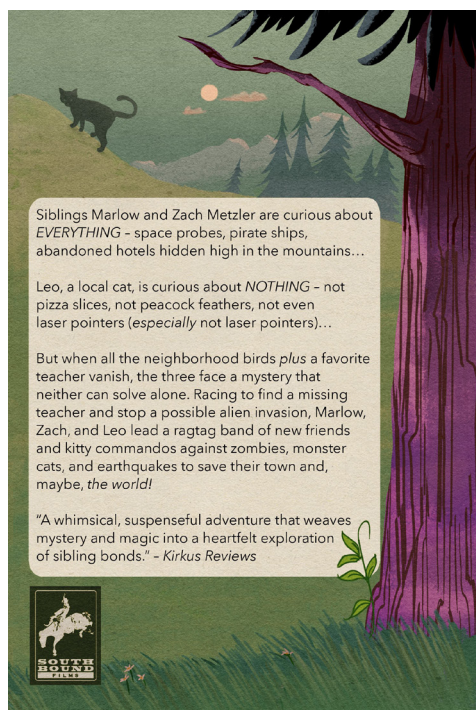 Siblings Marlow and Zach Metzler are curious about
EVERYTHING – space probes, pirate ships,
abandoned hotels hidden high in the mountains…
Leo, a local cat, is curious about NOTHING – not
pizza slices, not peacock feathers, not even
laser pointers (especially not laser pointers)…
But when all the neighborhood birds plus a favorite
teacher vanish, the three face a mystery that
neither can solve alone. Racing to find a missing
teacher and stop a possible alien invasion, Marlow,
Zach, and Leo lead a ragtag band of new friends
and kitty commandos against zombies, monster
cats, and earthquakes to save their town and,
maybe, the world!
“A whimsical, suspenseful adventure that weaves
mystery and magic into a heartfelt exploration
of sibling bonds.” – Kirkus Reviews
SOUTH
BOUND
FILMS